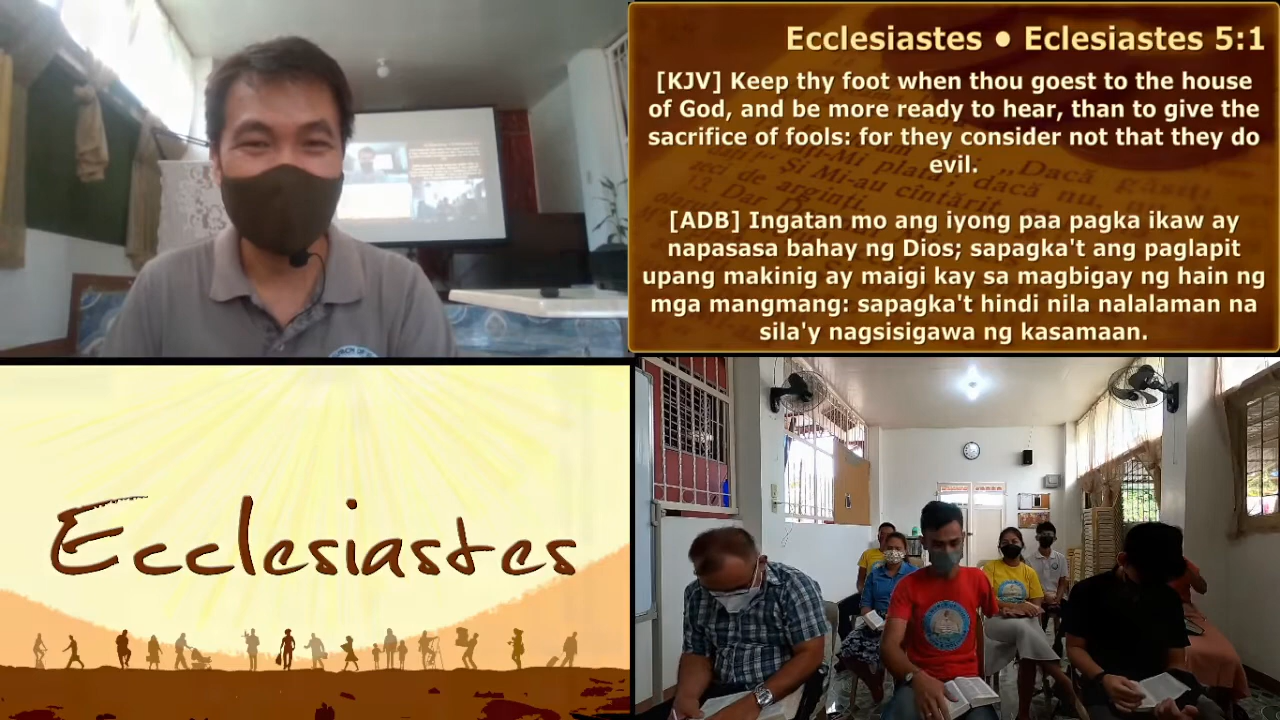 Ecclesiastes • Eclesiastes 5:1
[KJV] Keep thy foot when thou goest to the house
of God, and be more ready to hear, than to give the
sacrifice of fools: for they consider not that they do
evil.
[ADB] Ingatan mo ang iyong paa pagka ikaw ay
napasasa bahay ng Dios; sapagka't ang paglapit
upang makinig ay maigi kay sa magbigay ng hain ng
mga mangmang: sapagka't hindi nila nalalaman na
sila'y nagsisigawa ng kasamaan.
Ecclesiastes